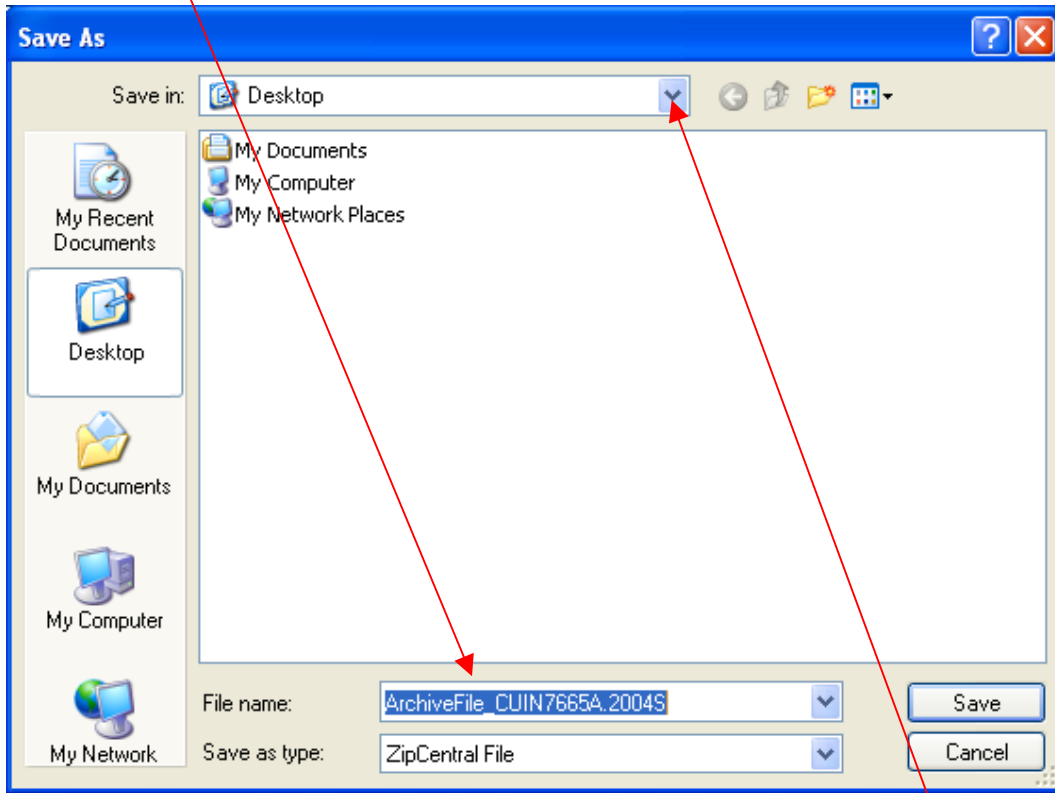 Save As
Save in:
Desktop
My Documents
My Computer
My Network Places
My Recent
Documents
Desktop
My Documents
My Computer
My Network
File name:
ArchiveFile_CUIN7665A.2004S
Save
Save as type:
ZipCentral File
Cancel